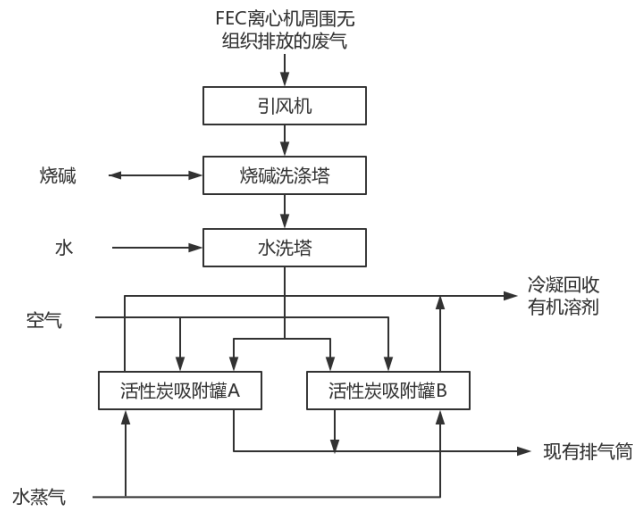 FEC离心机周围无
组织排放的废气
引风机
烧碱
烧碱洗涤塔
水
水洗塔
冷凝回收
有机溶剂
空气
活性炭吸附罐A
活性炭吸附罐B
现有排气筒
水蒸气